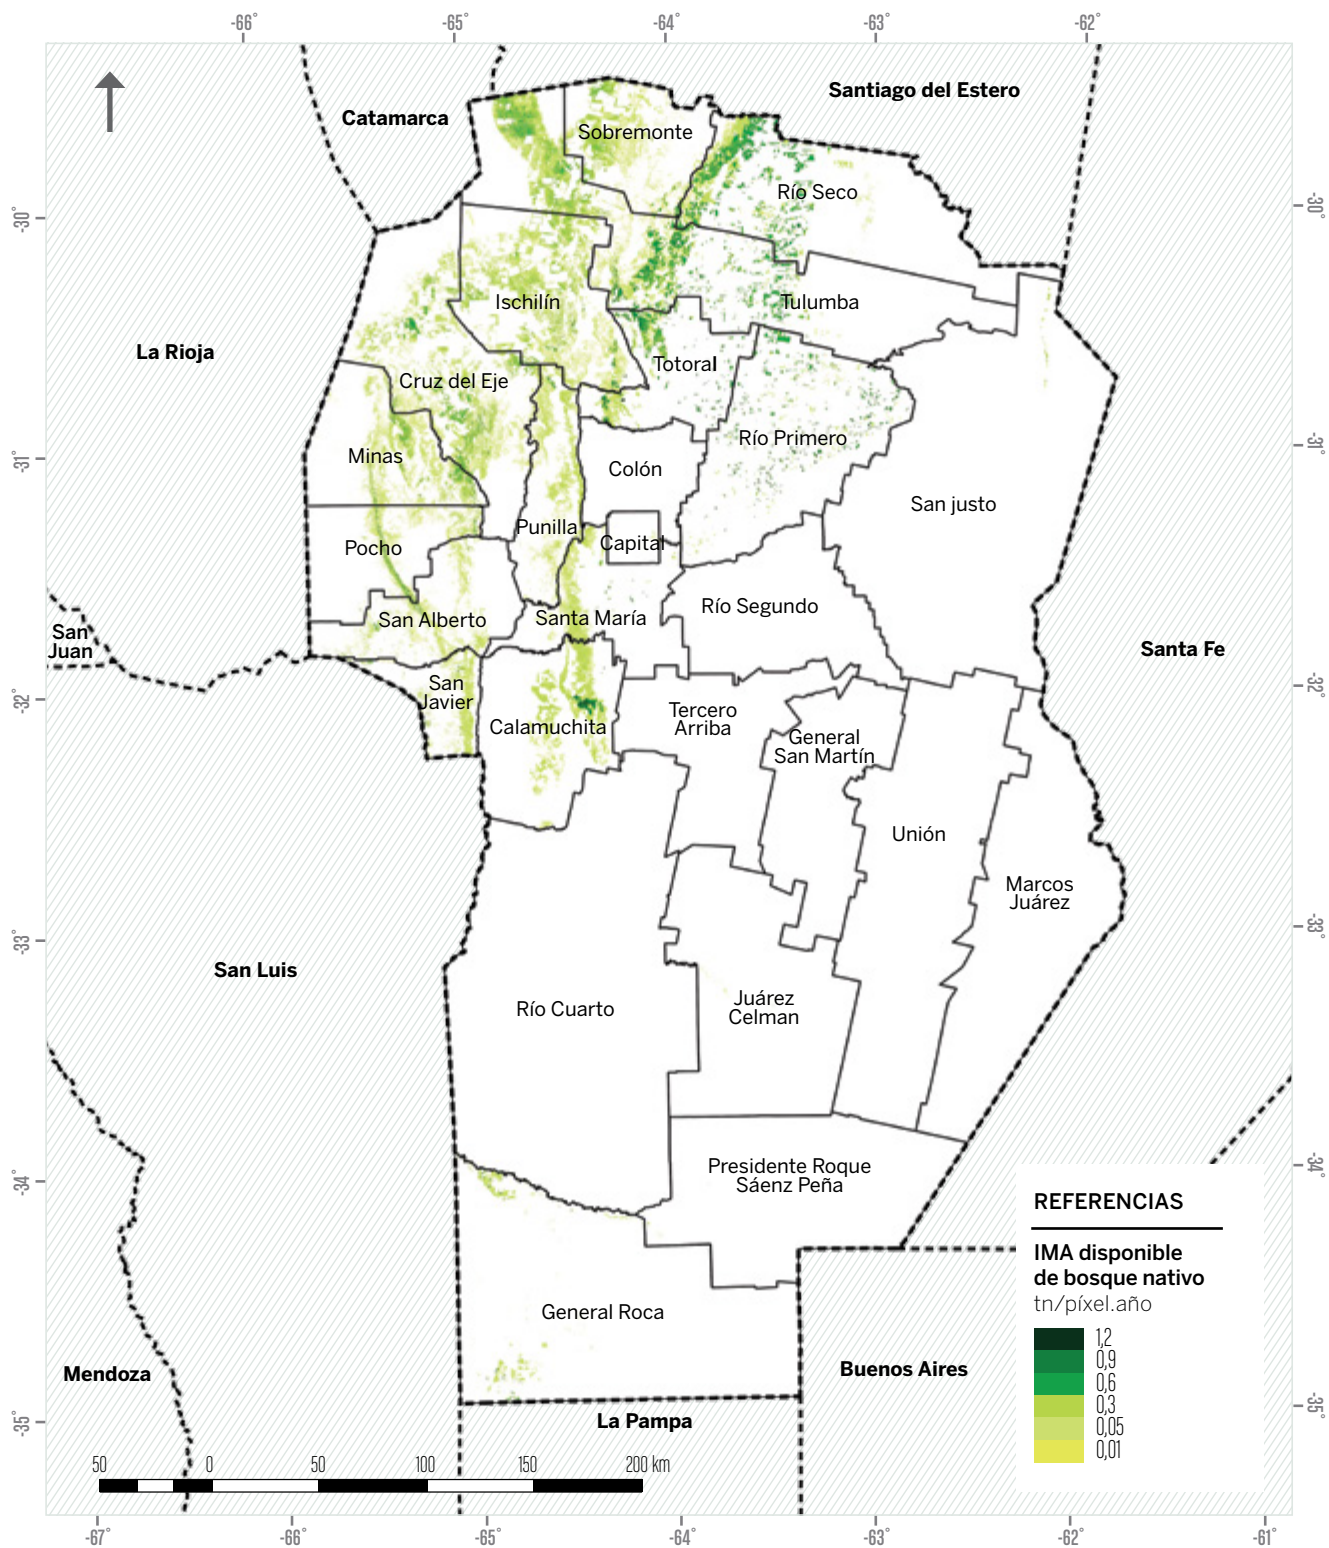 -66°
-65°
-64°
-63°
-62°
Santiago del Estero
Catamarca
Sobremonte
Río Seco
-30°
-30°
Ischilín
Tulumba
La Rioja
Totoral
Cruz del Eje
Río Primero
-31°
-31°
Minas
Colón
San justo
Punilla
Capital
Pocho
Río Segundo
San Alberto
Santa María
San
Juan
Santa Fe
-32°
-32°
San
Javier
Calamuchita
Tercero
Arriba
General
San Martín
Unión
Marcos
Juárez
-33°
-33°
San Luis
Río Cuarto
Juárez
Celman
-34°
-34°
Presidente Roque
Sáenz Peña
REFERENCIAS
IMA disponible
de bosque nativo
tn/píxel.año
1,2
0,9
0,6
0,3
0,05
0,01
General Roca
Mendoza
Buenos Aires
-35°
-35°
La Pampa
50 0 50 100 150 200 km
-67°
-66°
-65°
-64°
-63°
-62°
-61°